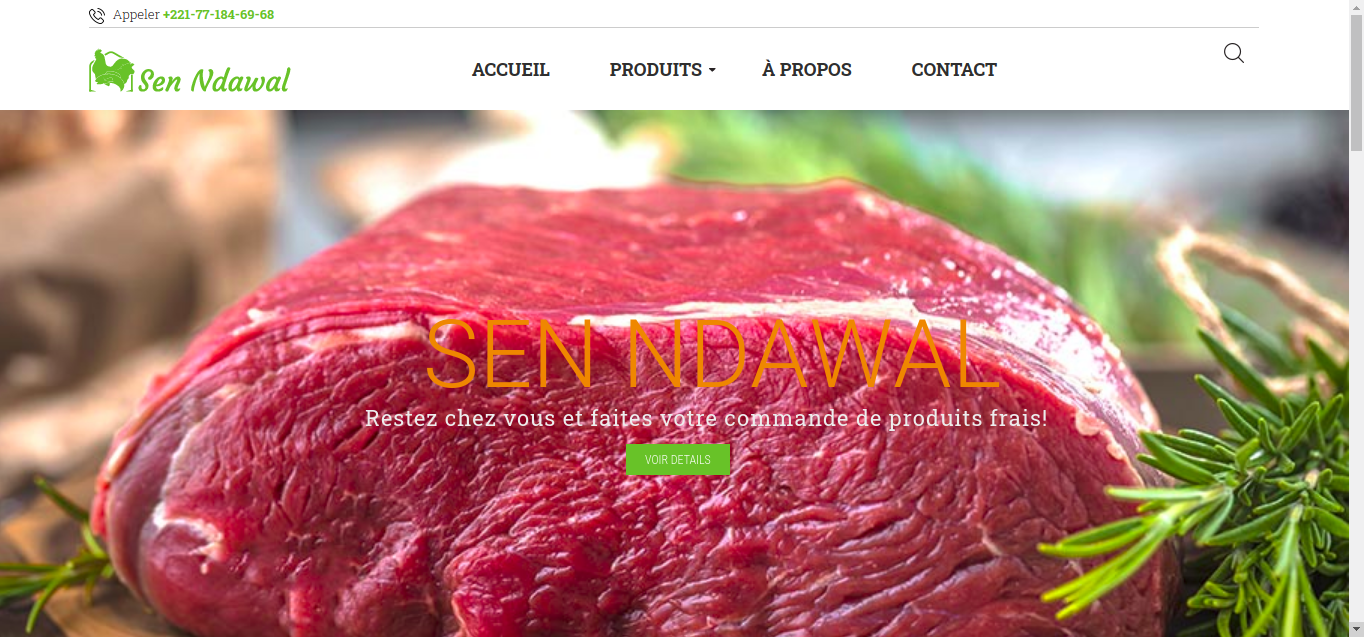 Appeler +221-77-184-69-68
Sen Ndawal
ACCUEIL PRODUITS À PROPOS CONTACT
SEN NDAWAL
Restez chez vous et faites votre commande de produits frais!
VOIR DETAILS